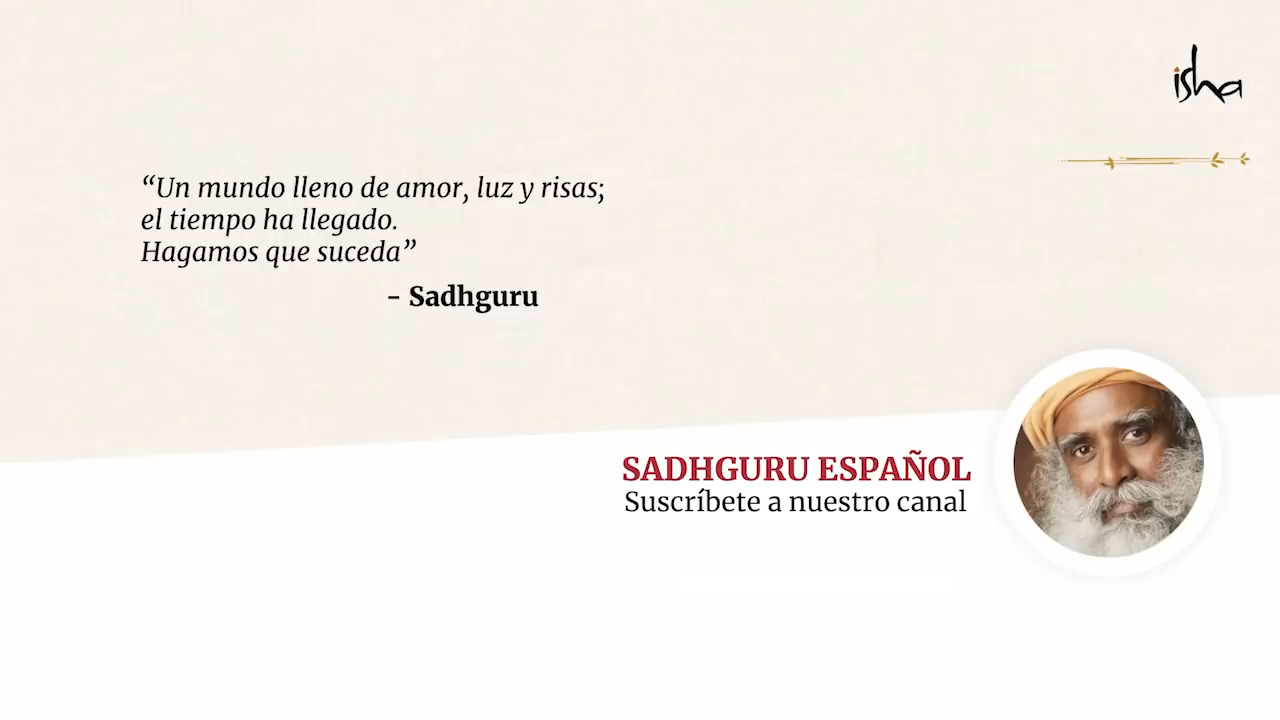 isha
“Un mundo lleno de amor, luz y risas;
el tiempo ha llegado.
Hagamos que suceda”
- Sadhguru
SADHGURU ESPAÑOL
Suscríbete a nuestro canal